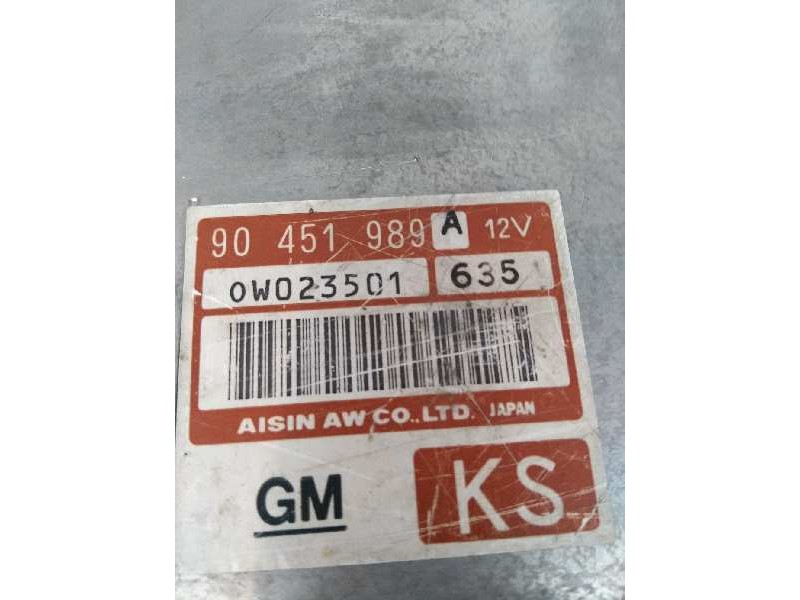 90 451 989 A 12V
0W023501 635
AISIN AW CO.,LTD. JAPAN
GM KS